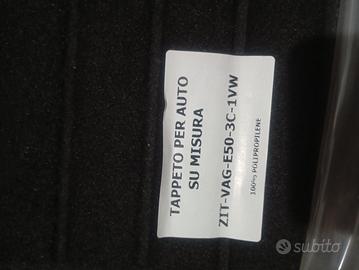 TAPPETO PER AUTO
SU MISURA
ZIT-VAG-E50-3C-1VW
100% POLIPROPILENE
subito